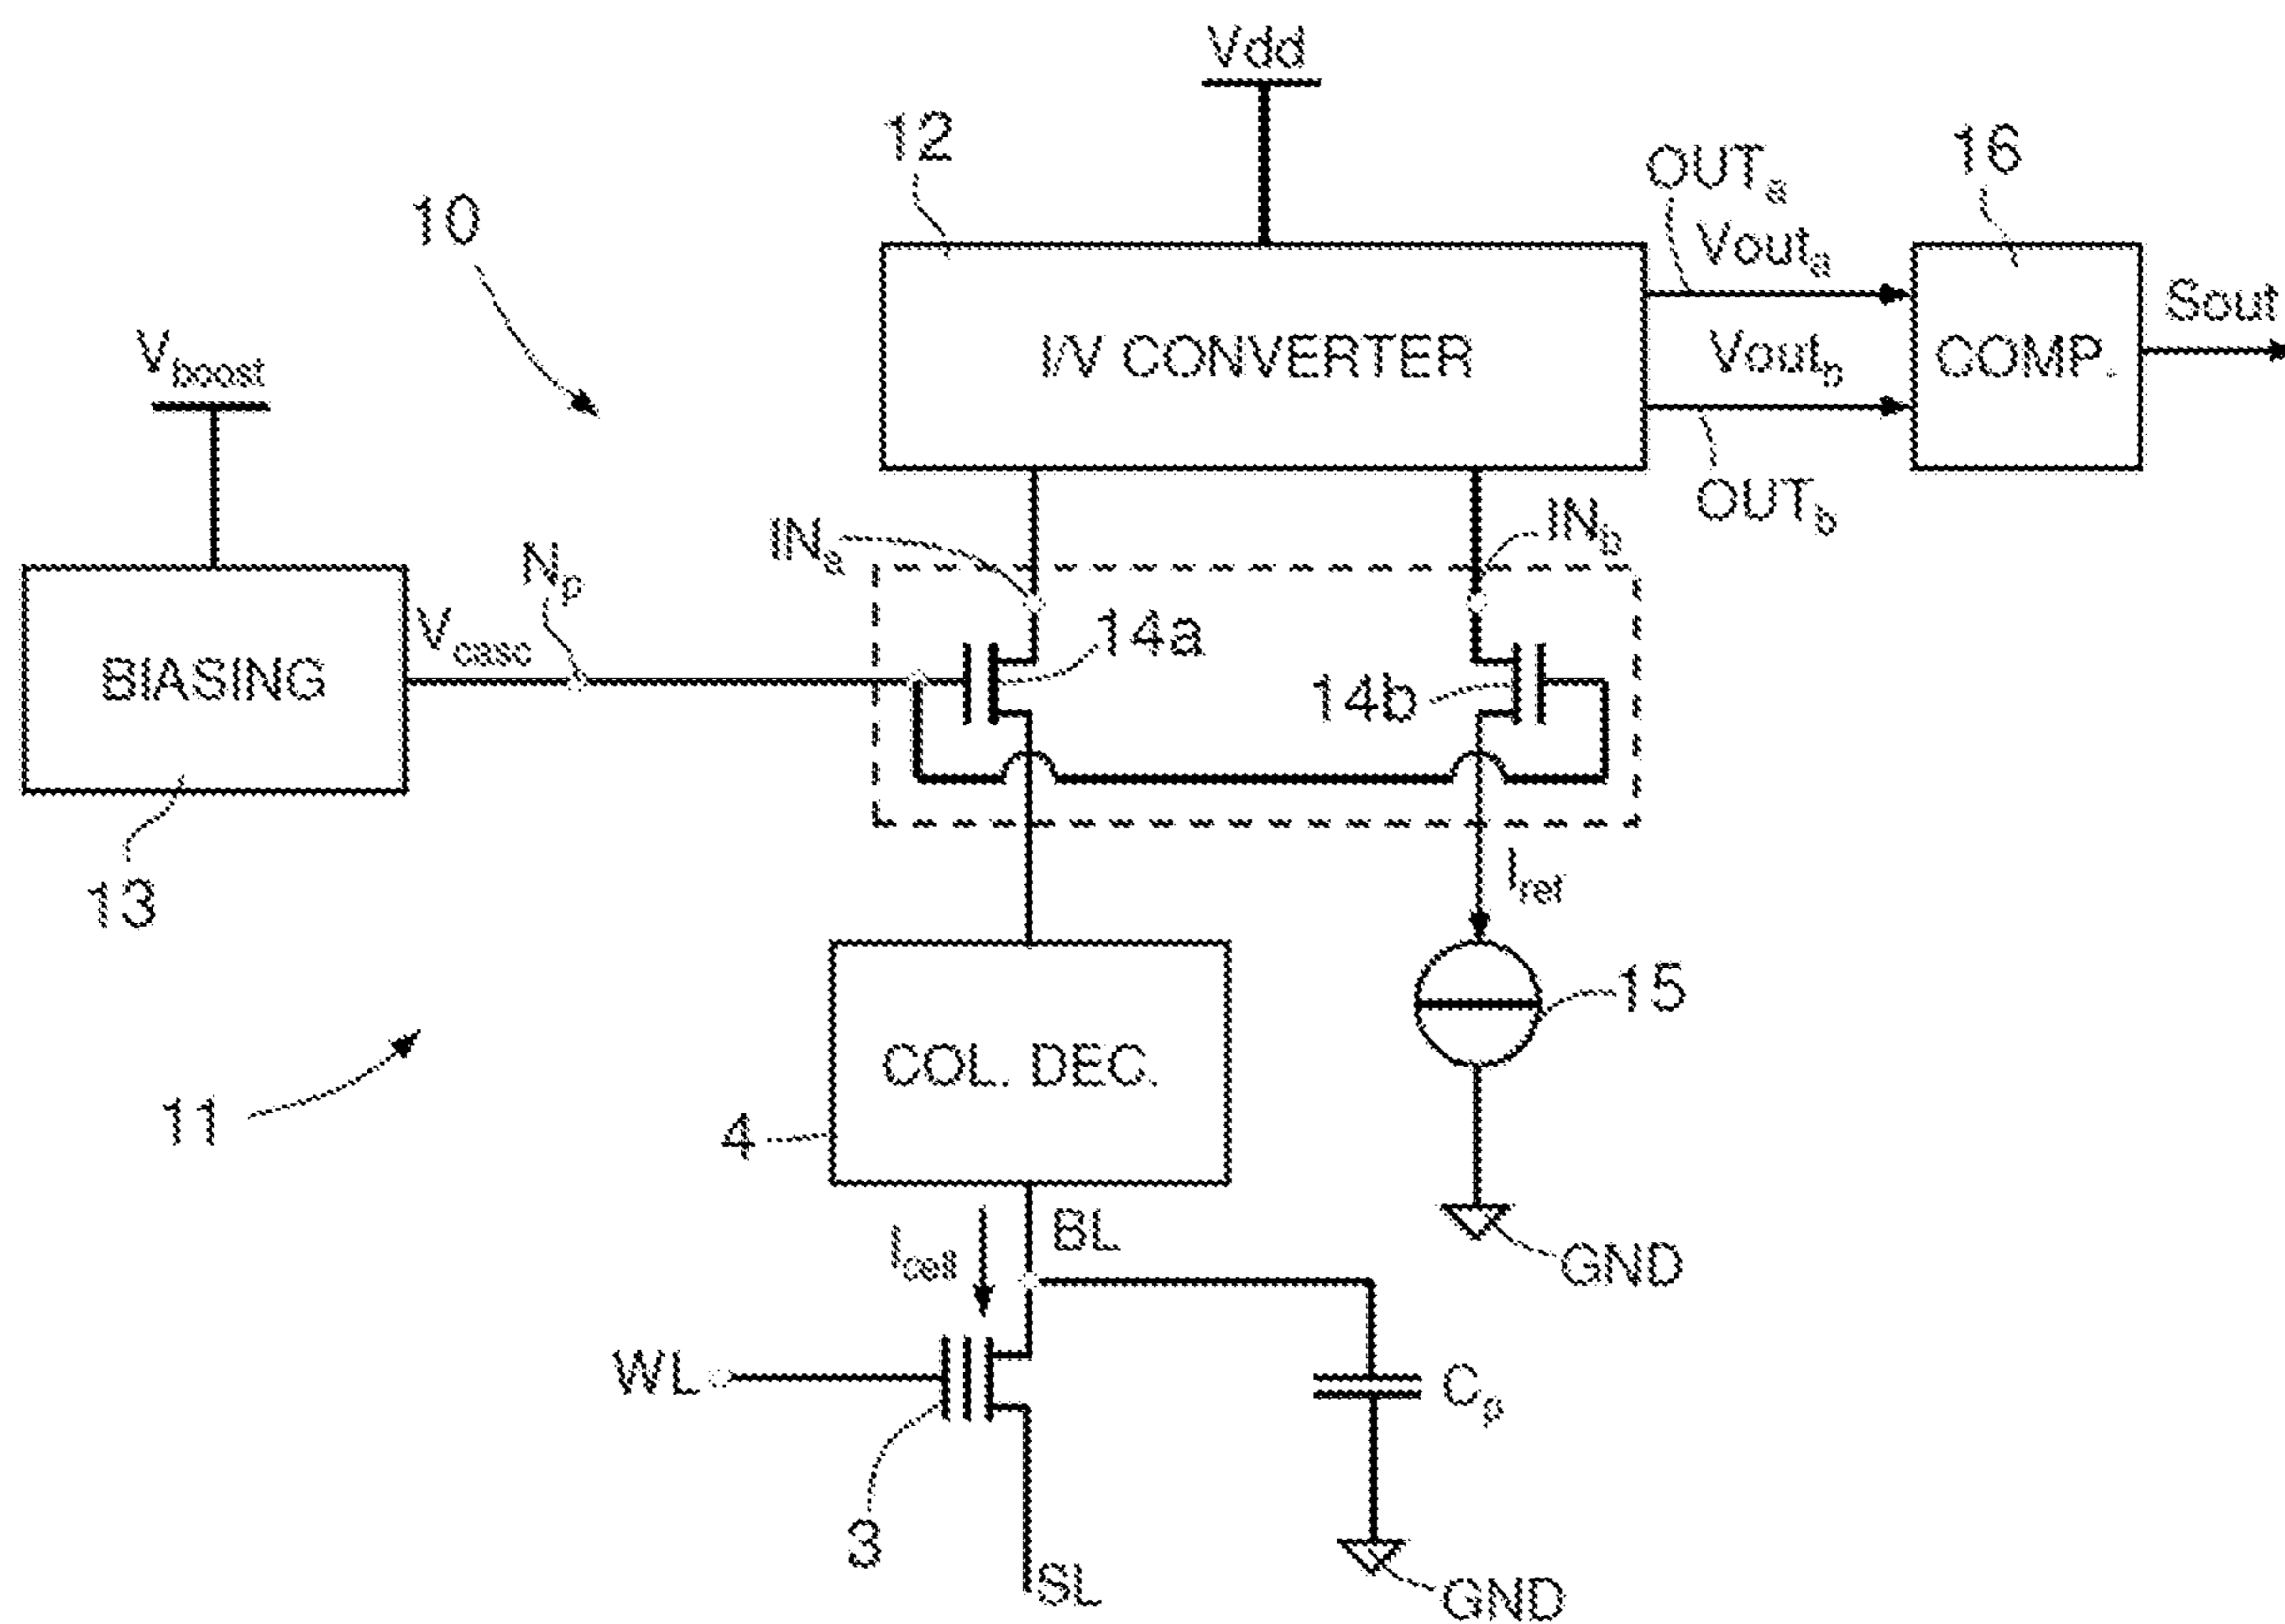 Vdd
12
16
OUTa
10
Vouta
Sout
Vboost
I/V CONVERTER
Voutb
COMP.
OUTb
INa
INb
Np
Vcasc
14a
BIASING
14b
13
Iref
15
COL. DEC.
11
4
Icell
BL
GND
WL
Cp
3
SL
GND